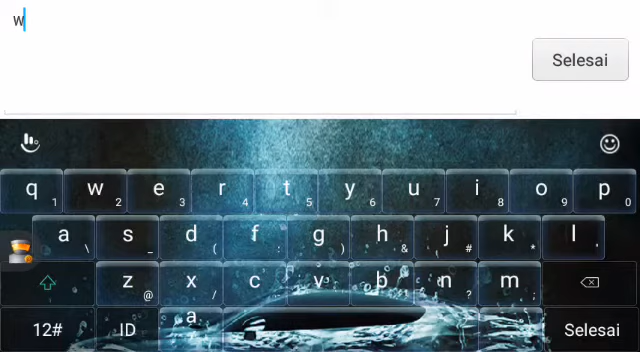 w
Selesai
q 1 w 2 e 3 r 4 t 5 y 6 u 7 i 8 o 9 p 0
a \ s _ d ( f : g ) h & j # k * l '
z @ x / c v b n ? m ;
12# ID a Selesai